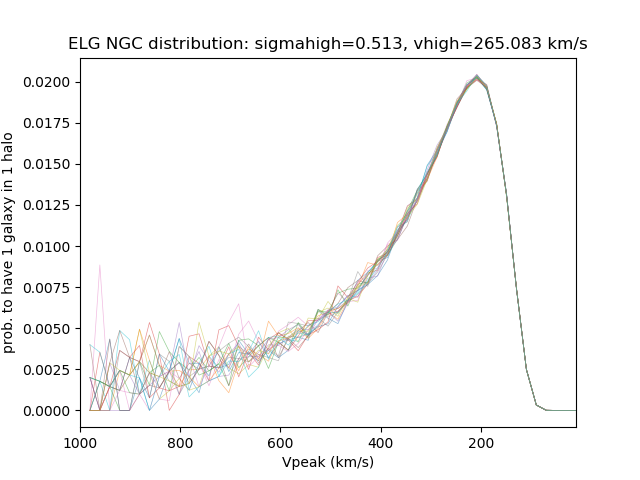 ELG NGC distribution: sigmahigh=0.513, vhigh=265.083 km/s
prob. to have 1 galaxy in 1 halo
0.0200
0.0175
0.0150
0.0125
0.0100
0.0075
0.0050
0.0025
0.0000
1000 800 600 400 200
Vpeak (km/s)